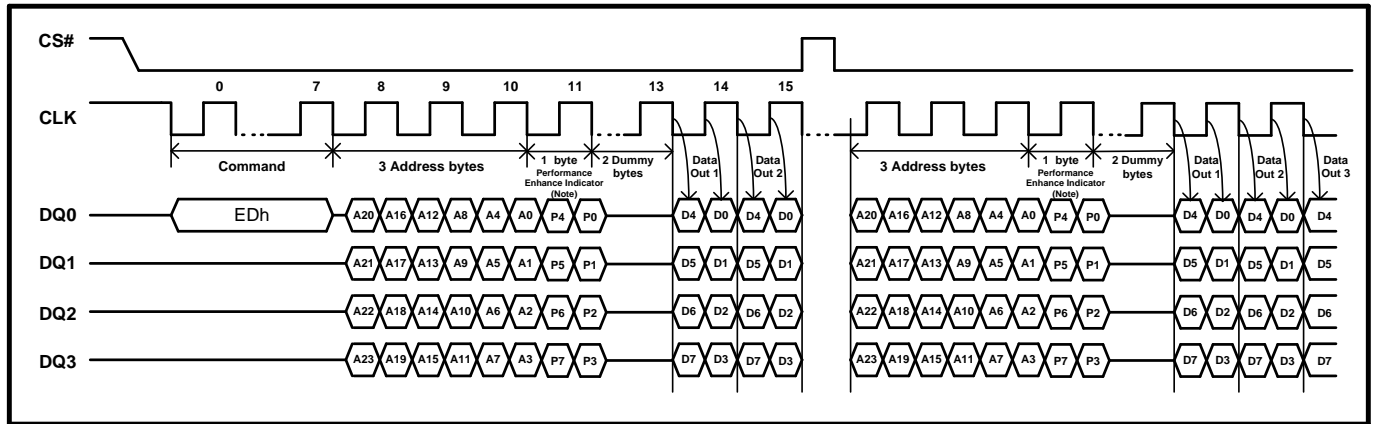 CS#
0 7 8 9 10 11 13 14 15
CLK
Command 3 Address bytes 1 byte Performance Enhance Indicator (Note) 2 Dummy bytes Data Out 1 Data Out 2 3 Address bytes 1 byte Performance Enhance Indicator (Note) 2 Dummy bytes Data Out 1 Data Out 2 Data Out 3
DQ0 EDh A20 A16 A12 A8 A4 A0 P4 P0 D4 D0 D4 D0 A20 A16 A12 A8 A4 A0 P4 P0 D4 D0 D4 D0 D4
DQ1 A21 A17 A13 A9 A5 A1 P5 P1 D5 D1 D5 D1 A21 A17 A13 A9 A5 A1 P5 P1 D5 D1 D5 D1 D5
DQ2 A22 A18 A14 A10 A6 A2 P6 P2 D6 D2 D6 D2 A22 A18 A14 A10 A6 A2 P6 P2 D6 D2 D6 D2 D6
DQ3 A23 A19 A15 A11 A7 A3 P7 P3 D7 D3 D7 D3 A23 A19 A15 A11 A7 A3 P7 P3 D7 D3 D7 D3 D7